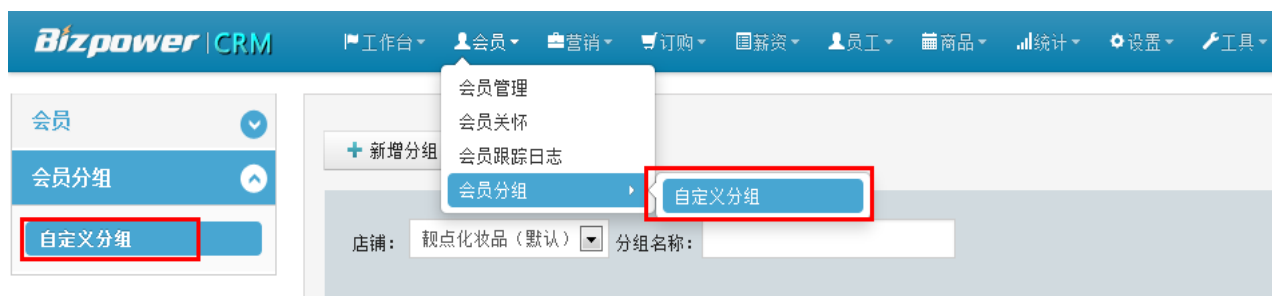 Bizpower | CRM 工作台 会员 营销 订购 薪资 员工 商品 统计 设置 工具
会员管理
会员关怀
会员跟踪日志
会员分组
自定义分组
会员
会员分组
自定义分组
新增分组
店铺： 靓点化妆品（默认） 分组名称：